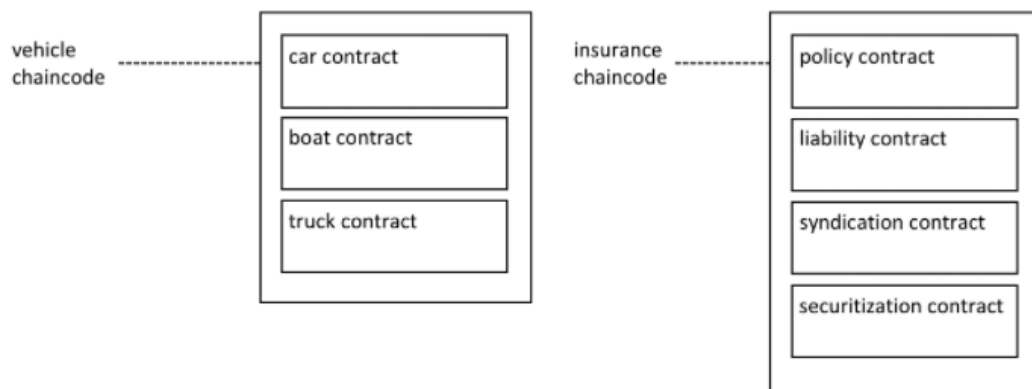 vehicle
chaincode
car contract
boat contract
truck contract
insurance
chaincode
policy contract
liability contract
syndication contract
securitization contract